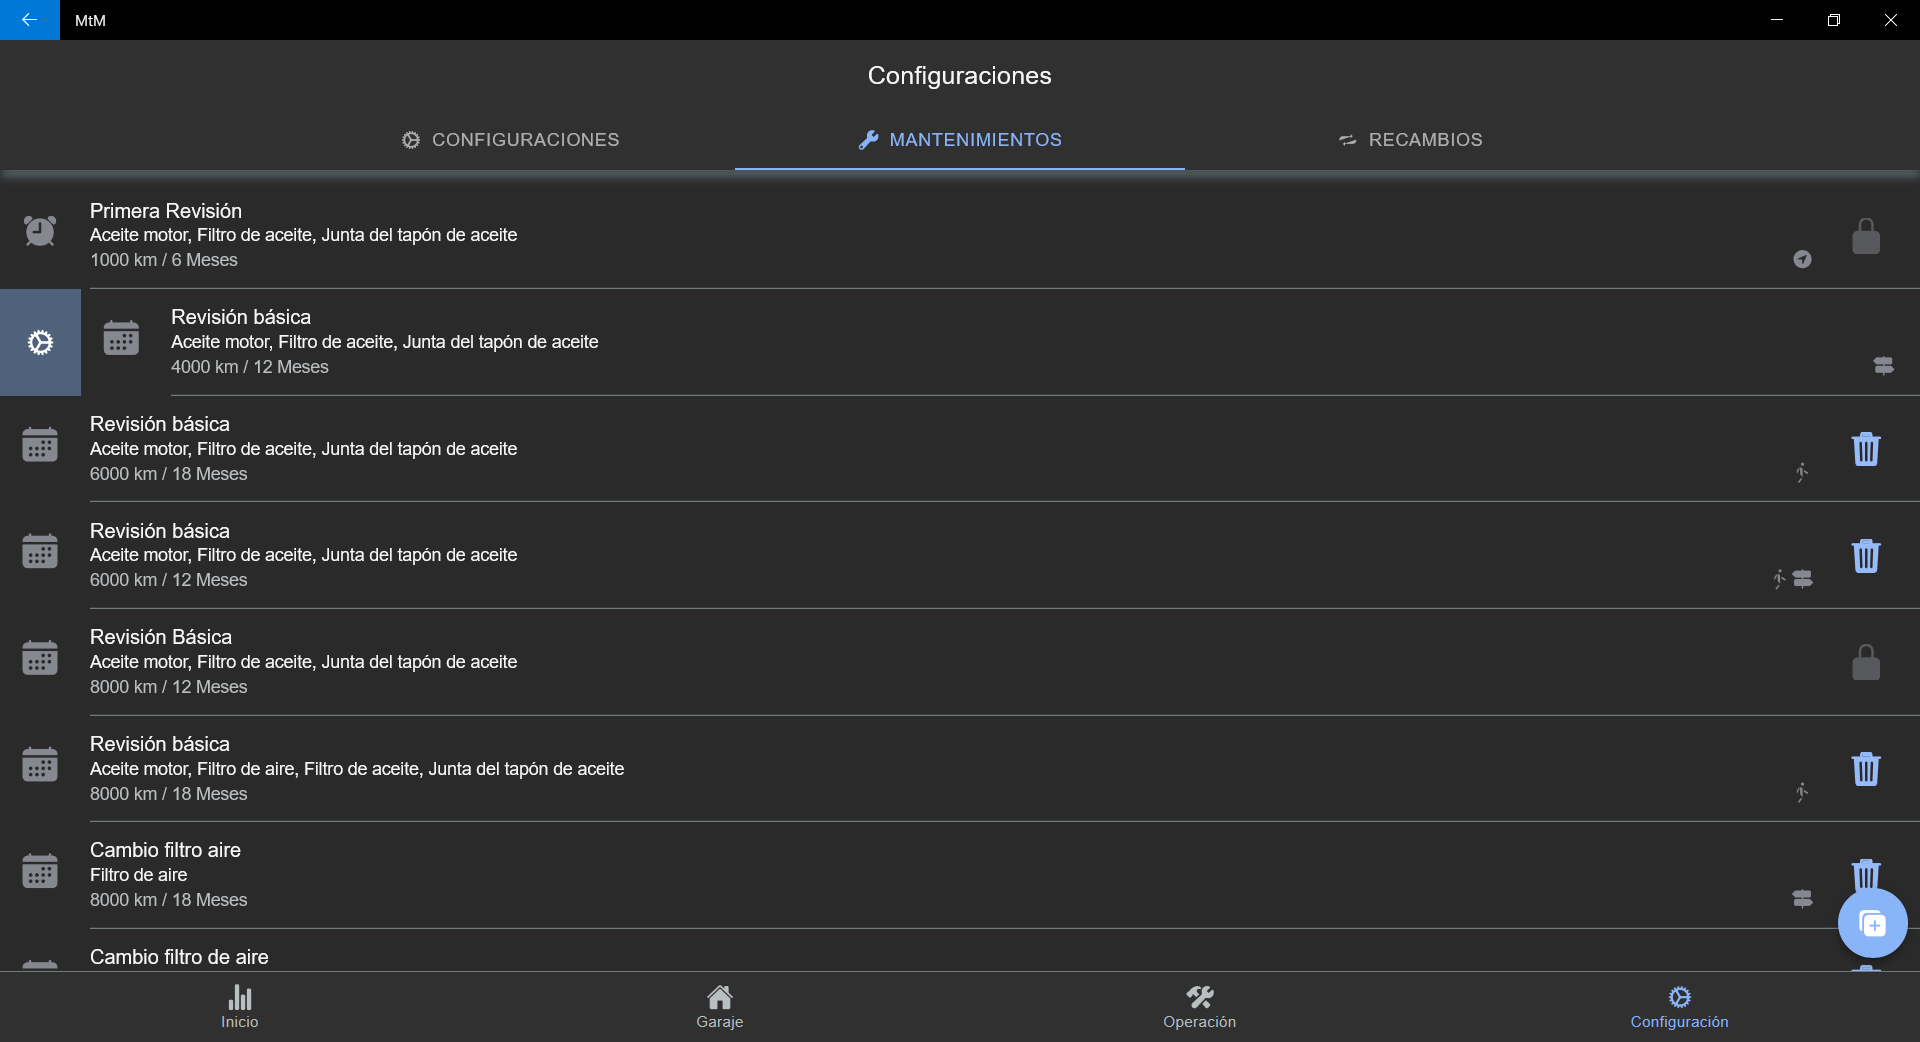 MtM
Configuraciones
CONFIGURACIONES
MANTENIMIENTOS
RECAMBIOS
Primera Revisión
Aceite motor, Filtro de aceite, Junta del tapón de aceite
1000 km / 6 Meses
Revisión básica
Aceite motor, Filtro de aceite, Junta del tapón de aceite
4000 km / 12 Meses
Revisión básica
Aceite motor, Filtro de aceite, Junta del tapón de aceite
6000 km / 18 Meses
Revisión básica
Aceite motor, Filtro de aceite, Junta del tapón de aceite
6000 km / 12 Meses
Revisión Básica
Aceite motor, Filtro de aceite, Junta del tapón de aceite
8000 km / 12 Meses
Revisión básica
Aceite motor, Filtro de aire, Filtro de aceite, Junta del tapón de aceite
8000 km / 18 Meses
Cambio filtro aire
Filtro de aire
8000 km / 18 Meses
Cambio filtro de aire
Inicio
Garaje
Operación
Configuración